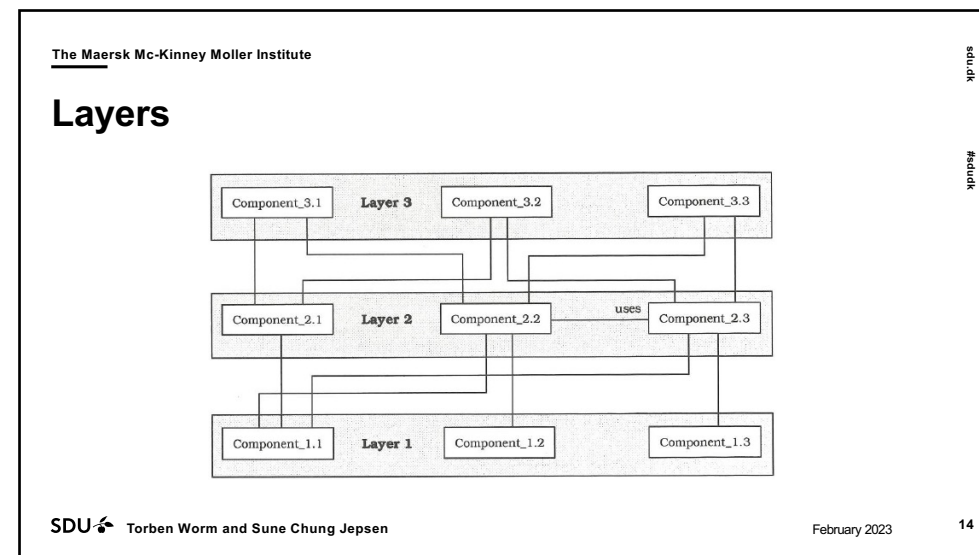 The Maersk Mc-Kinney Moller Institute
sdu.dk
#sdudk
Layers
Component_3.1 Layer 3 Component_3.2 Component_3.3
uses
Component_2.1 Layer 2 Component_2.2 Component_2.3
Component_1.1 Layer 1 Component_1.2 Component_1.3
SDU Torben Worm and Sune Chung Jepsen February 2023 14